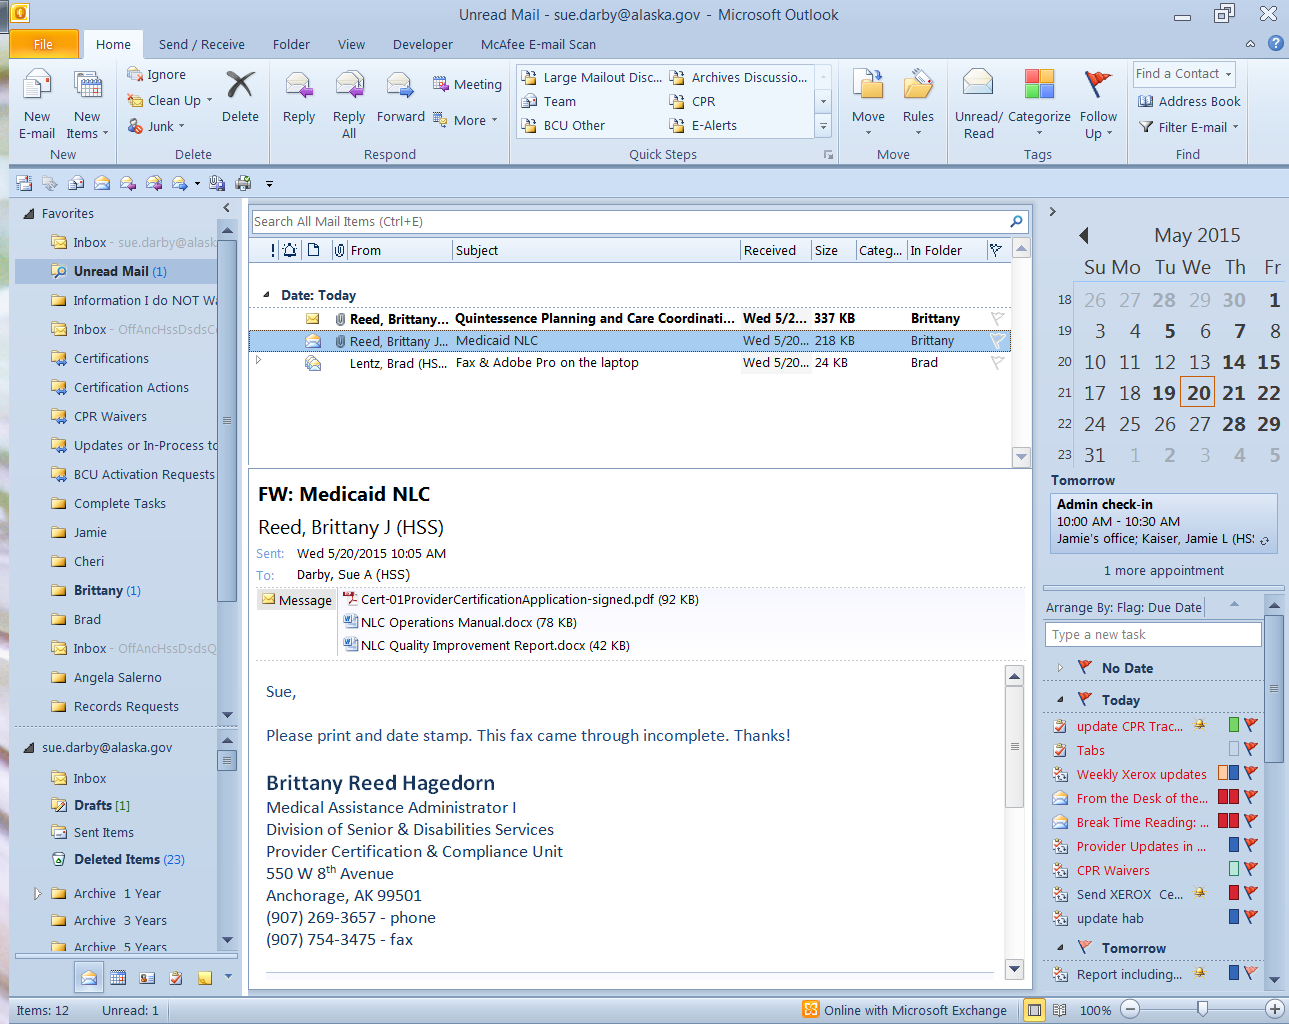 Unread Mail - sue.darby@alaska.gov - Microsoft Outlook
File Home Send / Receive Folder View Developer McAfee E-mail Scan
New E-mail
New Items
New
Ignore
Clean Up
Junk
Delete
Delete
Reply
Reply All
Forward
Meeting
More
Respond
Large Mailout Disc... Archives Discussio...
Team CPR
BCU Other E-Alerts
Quick Steps
Move
Rules
Move
Unread/ Read
Categorize
Follow Up
Tags
Find a Contact
Address Book
Filter E-mail
Find
Favorites
Inbox - sue.darby@alask
Unread Mail (1)
Information I do NOT Wa
Inbox - OffAncHssDsdsCe
Certifications
Certification Actions
CPR Waivers
Updates or In-Process to
BCU Activation Requests
Complete Tasks
Jamie
Cheri
Brittany (1)
Brad
Inbox - OffAncHssDsdsQ
Angela Salerno
Records Requests
sue.darby@alaska.gov
Inbox
Drafts [1]
Sent Items
Deleted Items (23)
Archive 1 Year
Archive 3 Years
Archive 5 Years
Search All Mail Items (Ctrl+E)
! From Subject Received Size Categ... In Folder
Date: Today
Reed, Brittany... Quintessence Planning and Care Coordinati... Wed 5/2... 337 KB Brittany
Reed, Brittany J... Medicaid NLC Wed 5/20... 218 KB Brittany
Lentz, Brad (HS... Fax & Adobe Pro on the laptop Wed 5/20... 24 KB Brad
FW: Medicaid NLC
Reed, Brittany J (HSS)
Sent: Wed 5/20/2015 10:05 AM
To: Darby, Sue A (HSS)
Message Cert-01ProviderCertificationApplication-signed.pdf (92 KB)
NLC Operations Manual.docx (78 KB)
NLC Quality Improvement Report.docx (42 KB)
Sue,
Please print and date stamp. This fax came through incomplete. Thanks!
Brittany Reed Hagedorn
Medical Assistance Administrator I
Division of Senior & Disabilities Services
Provider Certification & Compliance Unit
550 W 8th Avenue
Anchorage, AK 99501
(907) 269-3657 - phone
(907) 754-3475 - fax
May 2015
Su Mo Tu We Th Fr
18 26 27 28 29 30 1
19 3 4 5 6 7 8
20 10 11 12 13 14 15
21 17 18 19 20 21 22
22 24 25 26 27 28 29
23 31 1 2 3 4 5
Tomorrow
Admin check-in
10:00 AM - 10:30 AM
Jamie's office; Kaiser, Jamie L (HSS
1 more appointment
Arrange By: Flag: Due Date
Type a new task
No Date
Today
update CPR Trac...
Tabs
Weekly Xerox updates
From the Desk of the...
Break Time Reading: ...
Provider Updates in ...
CPR Waivers
Send XEROX Ce...
update hab
Tomorrow
Report including...
Items: 12 Unread: 1 Online with Microsoft Exchange 100%